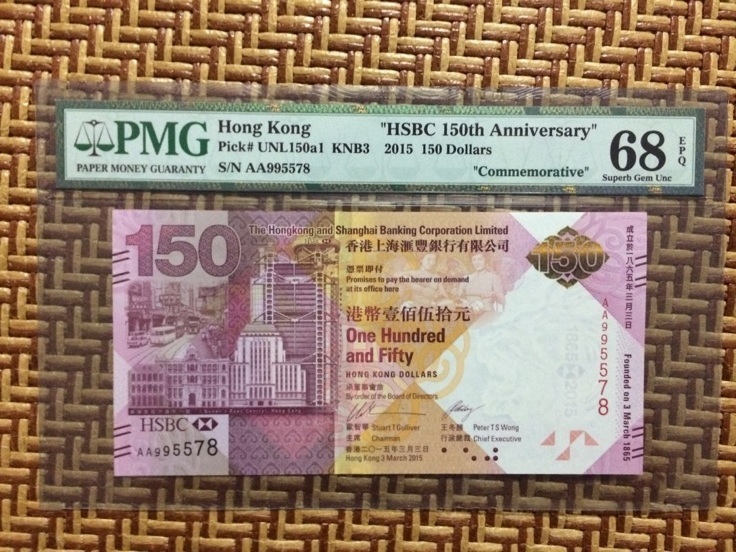 PMG
PAPER MONEY GUARANTY
Hong Kong "HSBC 150th Anniversary"
Pick# UNL150a1 KNB3 2015 150 Dollars
S/N AA995578 "Commemorative"
68 EPQ
Superb Gem Unc
150
The Hongkong and Shanghai Banking Corporation Limited
香港上海滙豐銀行有限公司
憑票即付
Promises to pay the bearer on demand
at its office here
港幣壹佰伍拾元
One Hundred
and Fifty
HONG KONG DOLLARS
承董事會命
By order of the Board of Directors
歐智華 Stuart T Gulliver 王冬勝 Peter T S Wong
主席 Chairman 行政總裁 Chief Executive
香港二〇一五年三月三日
Hong Kong 3 March 2015
HSBC
AA995578
150
成立於一八六五年三月三日
AA995578
Founded on 3 March 1865
1865 2015